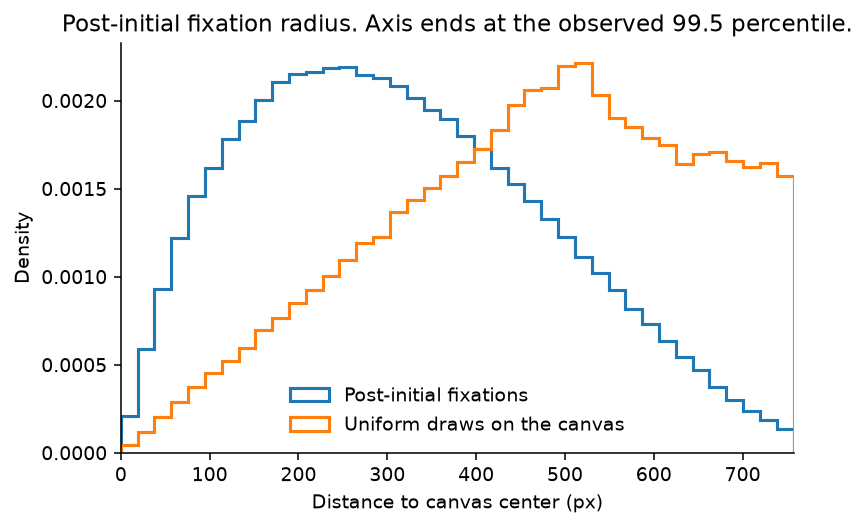 Post-initial fixation radius. Axis ends at the observed 99.5 percentile.
Density
0.0020
0.0015
0.0010
0.0005
0.0000
Post-initial fixations
Uniform draws on the canvas
0 100 200 300 400 500 600 700
Distance to canvas center (px)